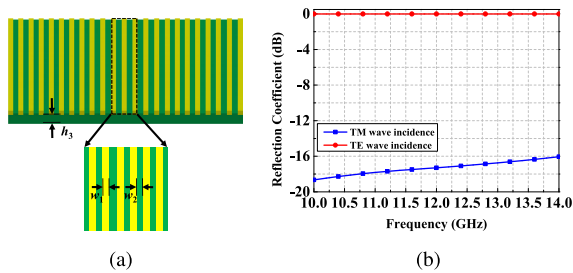 (a)
h3
w1
w2
(b)
Reflection Coefficient (dB)
0
-4
-8
-12
-16
-20
TM wave incidence
TE wave incidence
10.0 10.5 11.0 11.5 12.0 12.5 13.0 13.5 14.0
Frequency (GHz)
(a)
(b)